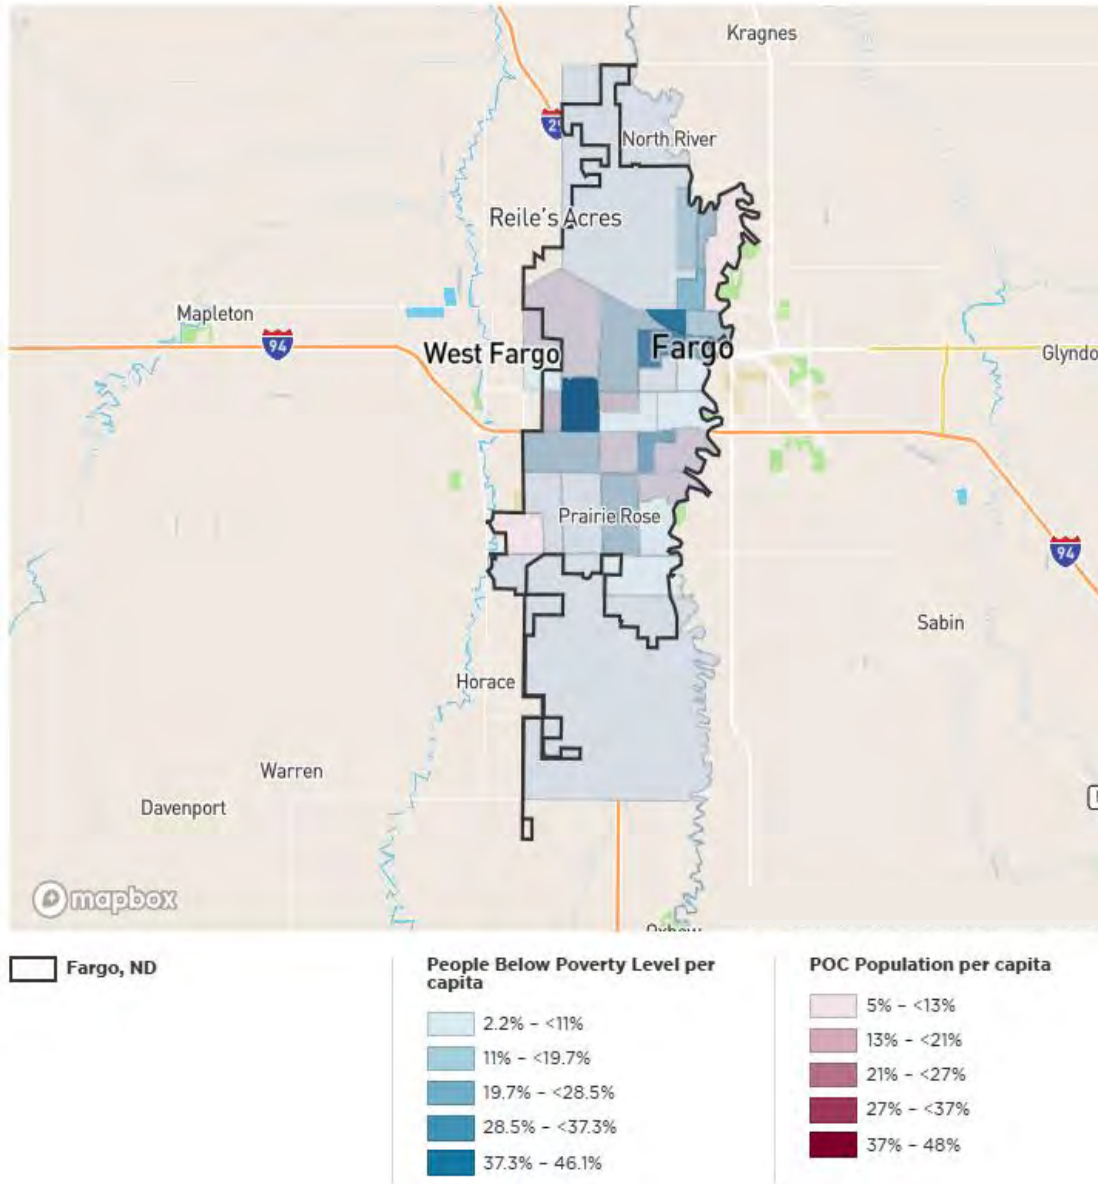 Kragnes
29
North River
Reile's Acres
Mapleton
94
West Fargo
Fargo
Prairie Rose
94
Sabin
Horace
Warren
Davenport
mapbox
Fargo, ND
People Below Poverty Level per
capita
2.2% – <11%
11% – <19.7%
19.7% – <28.5%
28.5% – <37.3%
37.3% – 46.1%
POC Population per capita
5% – <13%
13% – <21%
21% – <27%
27% – <37%
37% – 48%